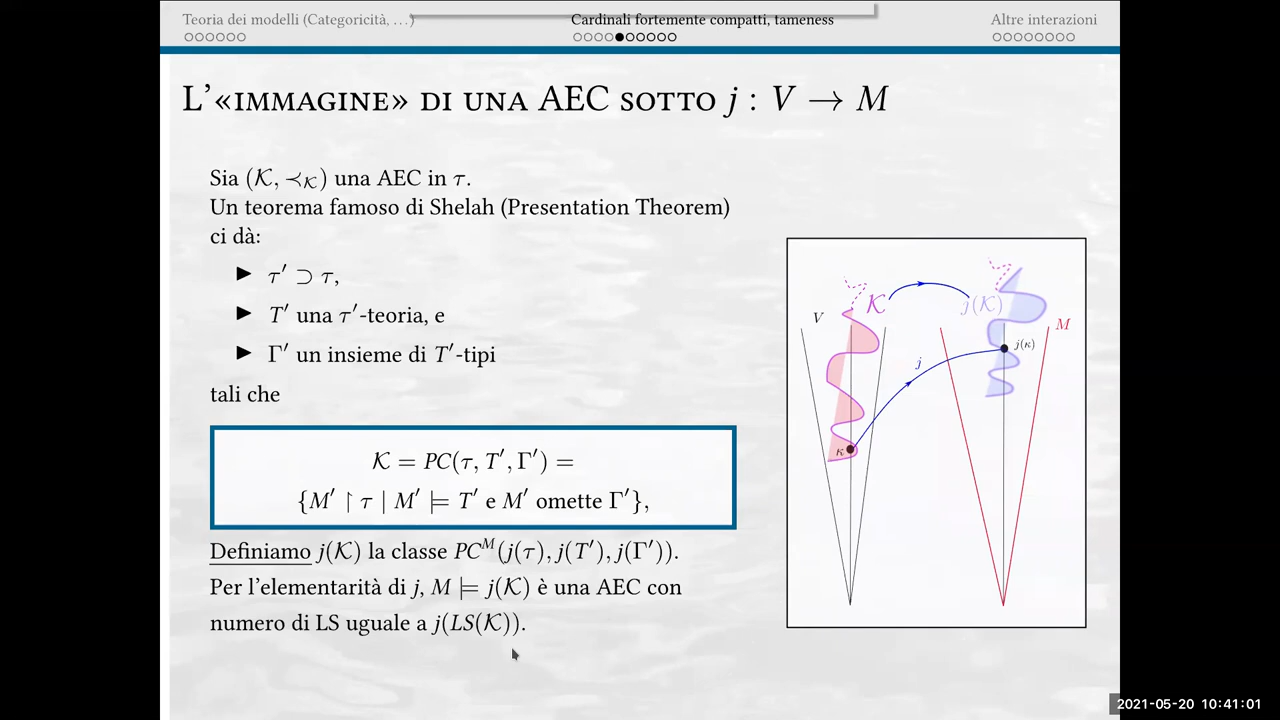 Teoria dei modelli (Categoricità, …)
Cardinali fortemente compatti, tameness
Altre interazioni
L'«IMMAGINE» DI UNA AEC SOTTO j : V → M
Sia (𝒦, ≺𝒦) una AEC in τ.
Un teorema famoso di Shelah (Presentation Theorem)
ci dà:
▶ τ′ ⊃ τ,
▶ T′ una τ′-teoria, e
▶ Γ′ un insieme di T′-tipi
tali che
𝒦 = PC(τ, T′, Γ′) =
{M′ ↾ τ | M′ ⊨ T′ e M′ omette Γ′},
Definiamo j(𝒦) la classe PCᴹ(j(τ), j(T′), j(Γ′)).
Per l'elementarità di j, M ⊨ j(𝒦) è una AEC con
numero di LS uguale a j(LS(𝒦)).
V
𝒦
j(𝒦)
M
j
j(κ)
κ
2021-05-20 10:41:01